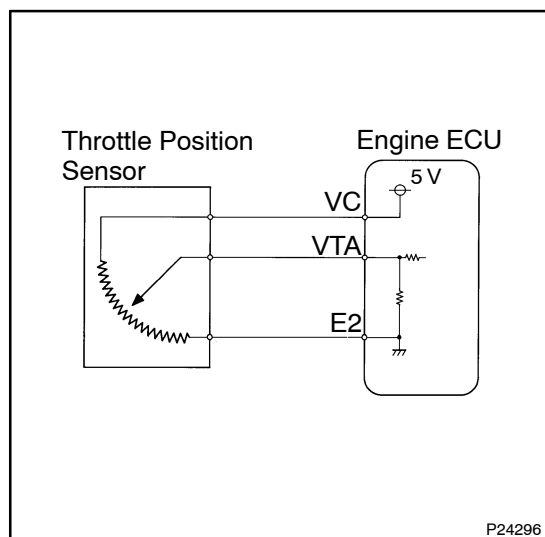 Throttle Position
Sensor
Engine ECU
5 V
VC
VTA
E2
P24296